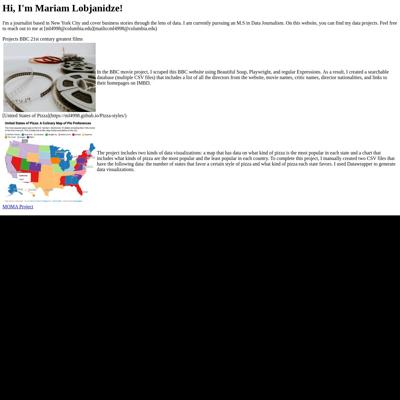 Hi, I'm Mariam Lobjanidze!
I'm a journalist based in New York City and cover business stories through the lens of data. I am currently pursuing an M.S in Data Journalism. On this website, you can find my data projects. Feel free
to reach out to me at [ml4998@columbia.edu](mailto:ml4998@columbia.edu)
Projects BBC 21st century greatest films
In the BBC movie project, I scraped this BBC website using Beautiful Soup, Playwright, and regular Expressions. As a result, I created a searchable
database (multiple CSV files) that includes a list of all the directors from the website, movie names, critic names, director nationalities, and links to
their homepages on IMBD.
[United States of Pizza](https://ml4998.github.io/Pizza-styles/)
United States of Pizza: A Culinary Map of Pie Preferences
The project includes two kinds of data visualizations: a map that has data on what kind of pizza is the most popular in each state and a chart that
includes what kinds of pizza are the most popular and the least popular in each country. To complete this project, I manually created two CSV files that
have the following data: the number of states that favor a certain style of pizza and what kind of pizza each state favors. I used Datawrapper to generate
data visualizations.
MOMA Project